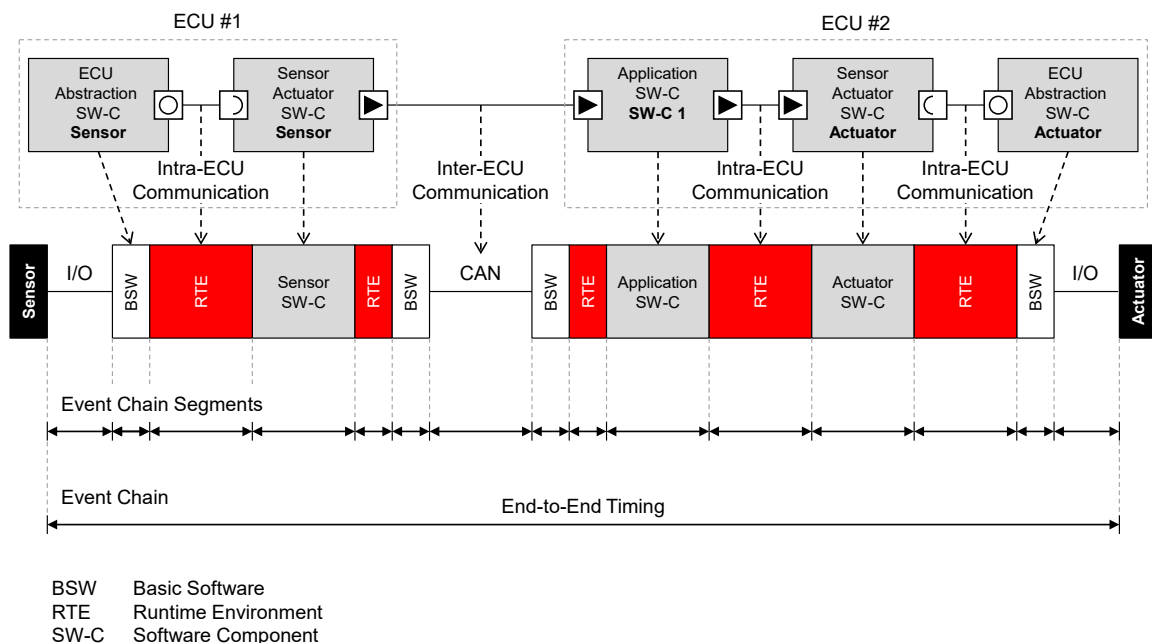 ECU #1
ECU #2
ECU
Abstraction
SW-C
Sensor
Sensor
Actuator
SW-C
Sensor
Application
SW-C
SW-C 1
Sensor
Actuator
SW-C
Actuator
ECU
Abstraction
SW-C
Actuator
Intra-ECU
Communication
Inter-ECU
Communication
Intra-ECU
Communication
Intra-ECU
Communication
Sensor
I/O
BSW
RTE
Sensor
SW-C
RTE
BSW
CAN
BSW
RTE
Application
SW-C
RTE
Actuator
SW-C
RTE
BSW
I/O
Actuator
Event Chain Segments
Event Chain
End-to-End Timing
BSW Basic Software
RTE Runtime Environment
SW-C Software Component